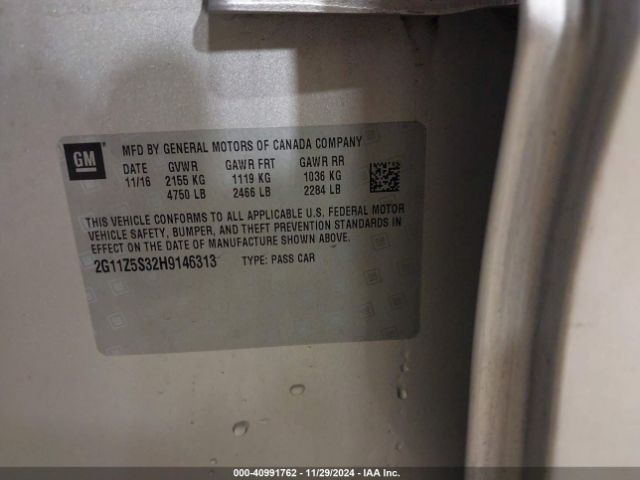 GM
MFD BY GENERAL MOTORS OF CANADA COMPANY
DATE GVWR GAWR FRT GAWR RR
11/16 2155 KG 1119 KG 1036 KG
4750 LB 2466 LB 2284 LB
THIS VEHICLE CONFORMS TO ALL APPLICABLE U.S. FEDERAL MOTOR
VEHICLE SAFETY, BUMPER, AND THEFT PREVENTION STANDARDS IN
EFFECT ON THE DATE OF MANUFACTURE SHOWN ABOVE.
2G11Z5S32H9146313 TYPE: PASS CAR
000-40991762 - 11/29/2024 - IAA Inc.